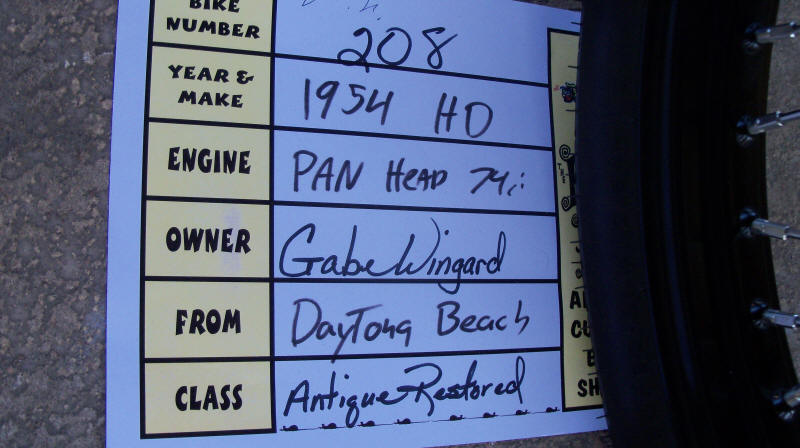 BIKE
NUMBER
208
YEAR &
MAKE
1954 HD
ENGINE
PAN HEAD 74
OWNER
Gabe Wingard
FROM
Daytona Beach
CLASS
Antique Restored